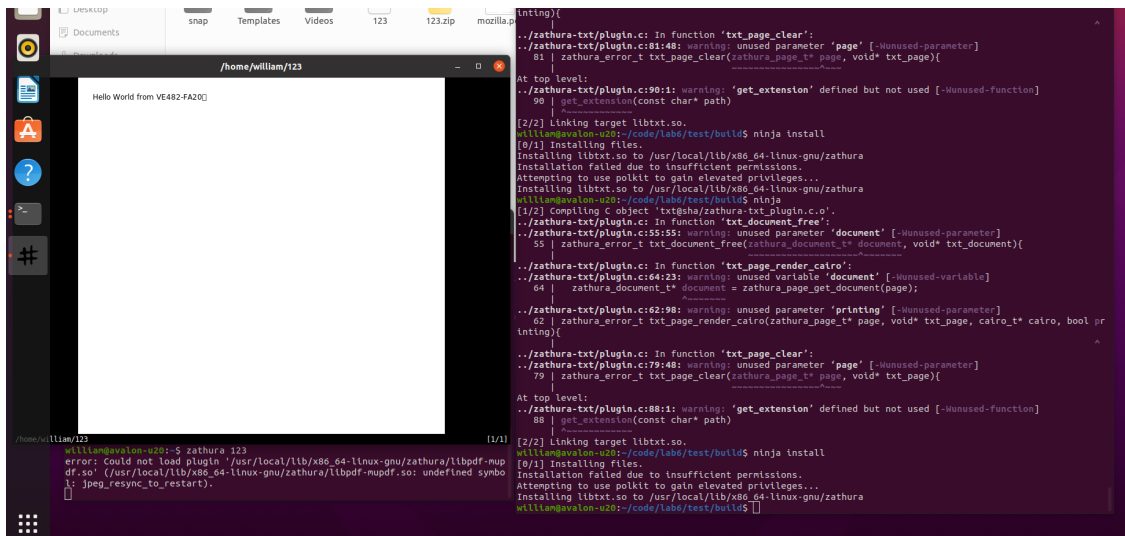 Desktop
Documents
Downloads
snap
Templates
Videos
123
123.zip
/home/william/123
Hello World from VE482-FA20□
/home/william/123
[1/1]
william@avalon-u20:~$ zathura 123
error: Could not load plugin '/usr/local/lib/x86_64-linux-gnu/zathura/libpdf-mup
df.so' (/usr/local/lib/x86_64-linux-gnu/zathura/libpdf-mupdf.so: undefined symbo
l: jpeg_resync_to_restart).
inting){
|
^
../zathura-txt/plugin.c: In function ‘txt_page_clear’:
../zathura-txt/plugin.c:81:48: warning: unused parameter ‘page’ [-Wunused-parameter]
81 | zathura_error_t txt_page_clear(zathura_page_t* page, void* txt_page){
| ~~~~~~~~~~~~~~~~^~~~
At top level:
../zathura-txt/plugin.c:90:1: warning: ‘get_extension’ defined but not used [-Wunused-function]
90 | get_extension(const char* path)
| ^~~~~~~~~~~~~
[2/2] Linking target libtxt.so.
william@avalon-u20:~/code/lab6/test/build$ ninja install
[0/1] Installing files.
Installing libtxt.so to /usr/local/lib/x86_64-linux-gnu/zathura
Installation failed due to insufficient permissions.
Attempting to use polkit to gain elevated privileges...
Installing libtxt.so to /usr/local/lib/x86_64-linux-gnu/zathura
william@avalon-u20:~/code/lab6/test/build$ ninja
[1/2] Compiling C object 'txt@sha/zathura-txt_plugin.c.o'.
../zathura-txt/plugin.c: In function ‘txt_document_free’:
../zathura-txt/plugin.c:55:55: warning: unused parameter ‘document’ [-Wunused-parameter]
55 | zathura_error_t txt_document_free(zathura_document_t* document, void* txt_document){
| ~~~~~~~~~~~~~~~~~~~~^~~~~~~~
../zathura-txt/plugin.c: In function ‘txt_page_render_cairo’:
../zathura-txt/plugin.c:64:23: warning: unused variable ‘document’ [-Wunused-variable]
64 | zathura_document_t* document = zathura_page_get_document(page);
| ^~~~~~~~
../zathura-txt/plugin.c:62:98: warning: unused parameter ‘printing’ [-Wunused-parameter]
62 | zathura_error_t txt_page_render_cairo(zathura_page_t* page, void* txt_page, cairo_t* cairo, bool pr
inting){
|
^
../zathura-txt/plugin.c: In function ‘txt_page_clear’:
../zathura-txt/plugin.c:79:48: warning: unused parameter ‘page’ [-Wunused-parameter]
79 | zathura_error_t txt_page_clear(zathura_page_t* page, void* txt_page){
| ~~~~~~~~~~~~~~~~^~~~
At top level:
../zathura-txt/plugin.c:88:1: warning: ‘get_extension’ defined but not used [-Wunused-function]
88 | get_extension(const char* path)
| ^~~~~~~~~~~~~
[2/2] Linking target libtxt.so.
william@avalon-u20:~/code/lab6/test/build$ ninja install
[0/1] Installing files.
Installation failed due to insufficient permissions.
Attempting to use polkit to gain elevated privileges...
Installing libtxt.so to /usr/local/lib/x86_64-linux-gnu/zathura
william@avalon-u20:~/code/lab6/test/build$